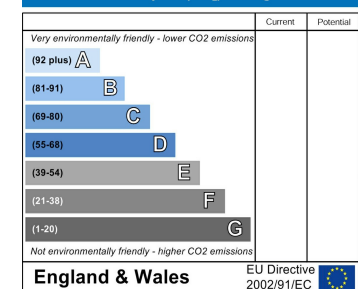 Current Potential
Very environmentally friendly - lower CO2 emissions
(92 plus) A
(81-91) B
(69-80) C
(55-68) D
(39-54) E
(21-38) F
(1-20) G
Not environmentally friendly - higher CO2 emissions
England & Wales
EU Directive
2002/91/EC